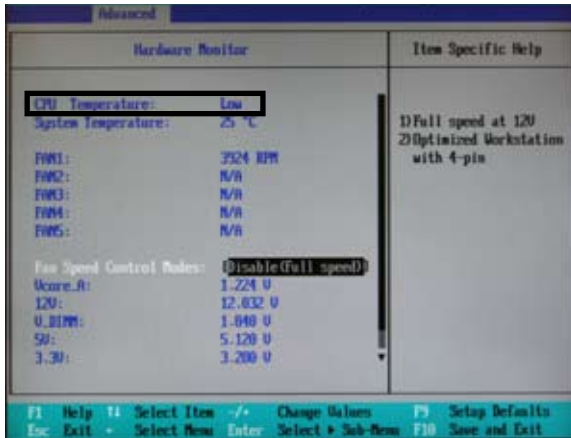 Advanced
Hardware Monitor
Item Specific Help
CPU Temperature: Low
System Temperature: 25 °C
1)Full speed at 12V
2)Optimized Workstation
with 4-pin
FAN1: 3924 RPM
FAN2: N/A
FAN3: N/A
FAN4: N/A
FAN5: N/A
Fan Speed Control Modes: [Disable(Full speed)]
Vcore_A: 1.224 V
12V: 12.032 V
V_DIMM: 1.848 V
5V: 5.120 V
3.3V: 3.200 V
F1 Help ↑↓ Select Item -/+ Change Values F9 Setup Defaults
Esc Exit ← Select Menu Enter Select ▶ Sub-Menu F10 Save and Exit